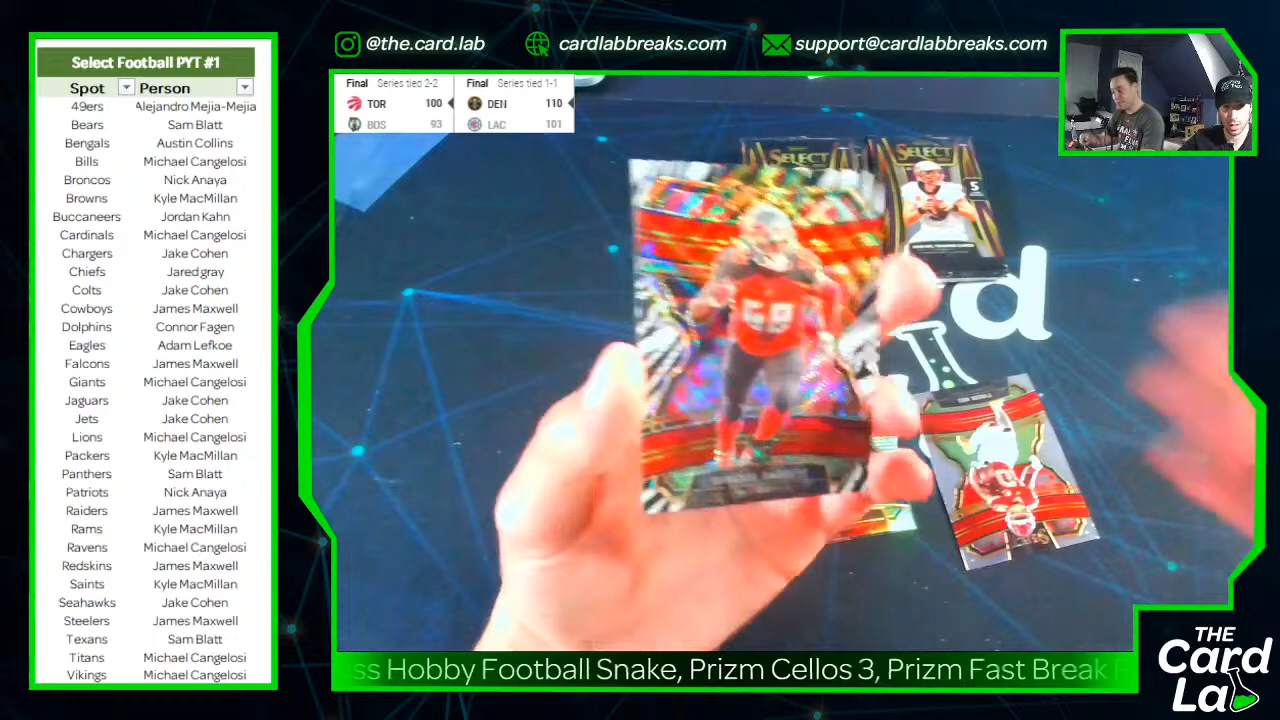 @the.card.lab
cardlabbreaks.com
support@cardlabbreaks.com
Select Football PYT #1
Spot Person
49ers Alejandro Mejia-Mejia
Bears Sam Blatt
Bengals Austin Collins
Bills Michael Cangelosi
Broncos Nick Anaya
Browns Kyle MacMillan
Buccaneers Jordan Kahn
Cardinals Michael Cangelosi
Chargers Jake Cohen
Chiefs Jared gray
Colts Jake Cohen
Cowboys James Maxwell
Dolphins Connor Fagen
Eagles Adam Lefkoe
Falcons James Maxwell
Giants Michael Cangelosi
Jaguars Jake Cohen
Jets Jake Cohen
Lions Michael Cangelosi
Packers Kyle MacMillan
Panthers Sam Blatt
Patriots Nick Anaya
Raiders James Maxwell
Rams Kyle MacMillan
Ravens Michael Cangelosi
Redskins James Maxwell
Saints Kyle MacMillan
Seahawks Jake Cohen
Steelers James Maxwell
Texans Sam Blatt
Titans Michael Cangelosi
Vikings Michael Cangelosi
Final Series tied 2-2
TOR 100
BOS 93
Final Series tied 1-1
DEN 110
LAC 101
SELECT
SELECT
5
68
rd
ss Hobby Football Snake, Prizm Cellos 3, Prizm Fast Break F
THE
Card
Lab